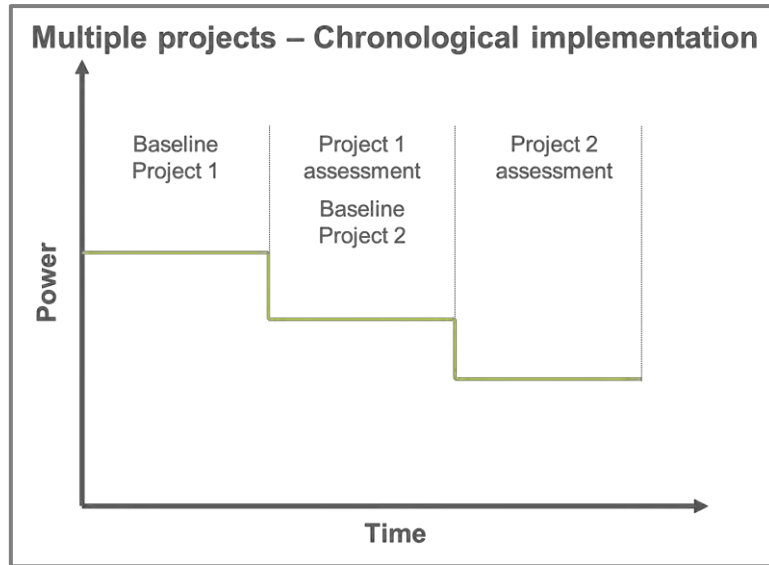 Multiple projects – Chronological implementation
Baseline
Project 1
Project 1
assessment
Baseline
Project 2
Project 2
assessment
Power
Time